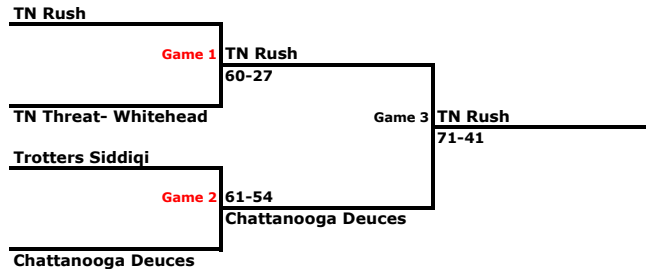 TN Rush
Game 1
TN Rush
60-27
TN Threat- Whitehead
Game 3
TN Rush
71-41
Trotters Siddiqi
Game 2
61-54
Chattanooga Deuces
Chattanooga Deuces